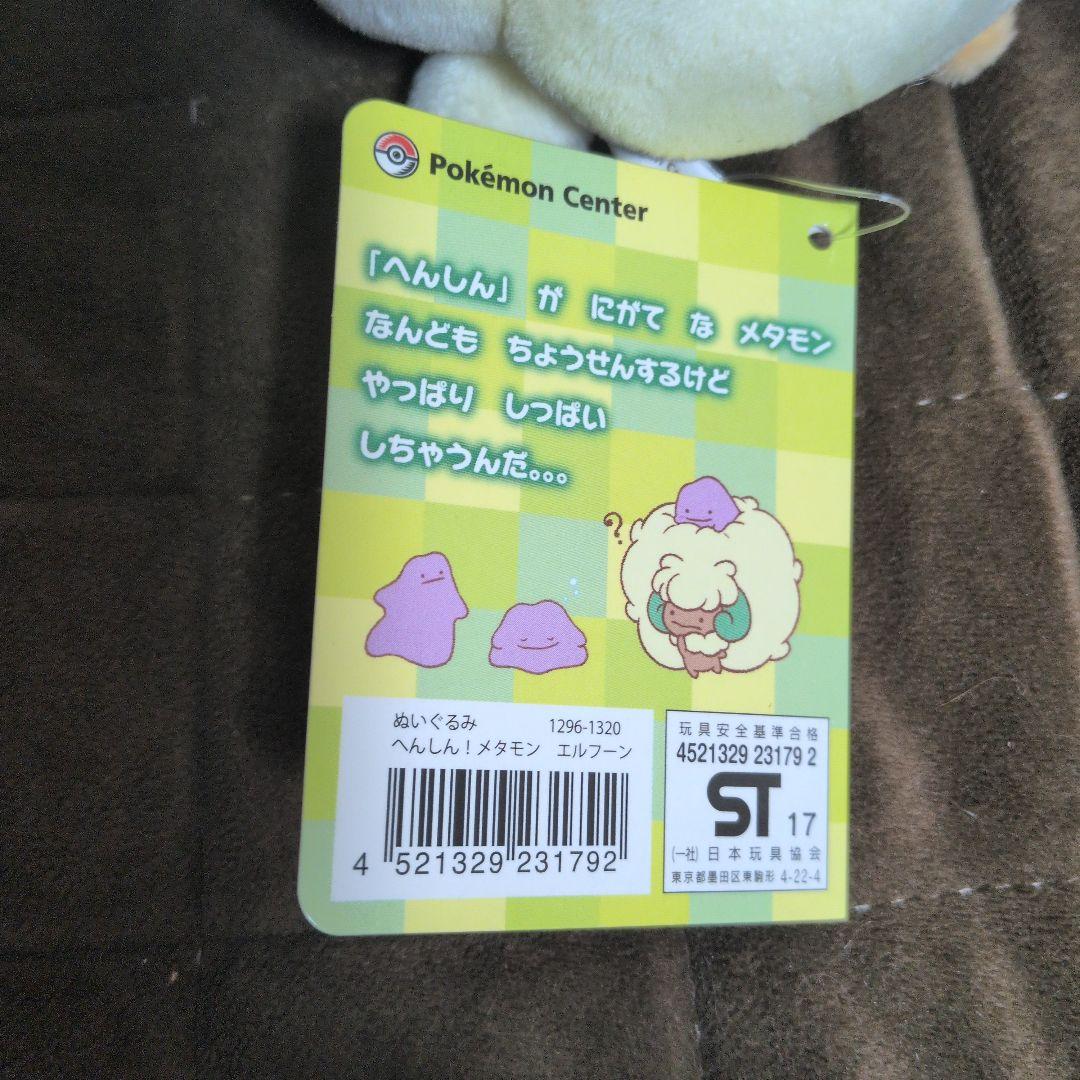 Pokémon Center
「へんしん」 が にがて な メタモン
なんども ちょうせんするけど
やっぱり しっぱい
しちゃうんだ。。。
?
ぬいぐるみ 1296-1320
へんしん！メタモン エルフーン
4 521329 231792
玩具安全基準合格
4521329 23179 2
ST 17
(一社) 日本玩具協会
東京都墨田区東駒形 4-22-4